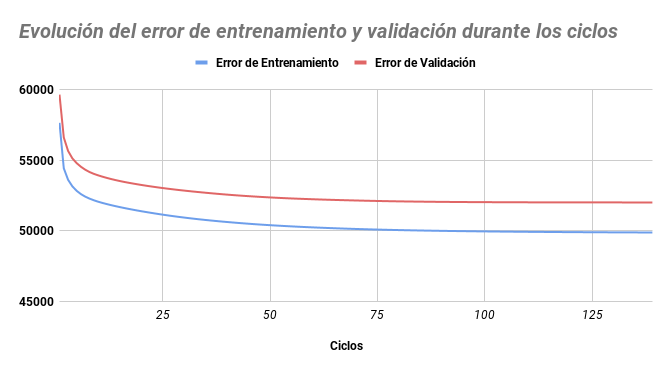 Evolución del error de entrenamiento y validación durante los ciclos
Error de Entrenamiento Error de Validación
60000
55000
50000
45000
25 50 75 100 125
Ciclos